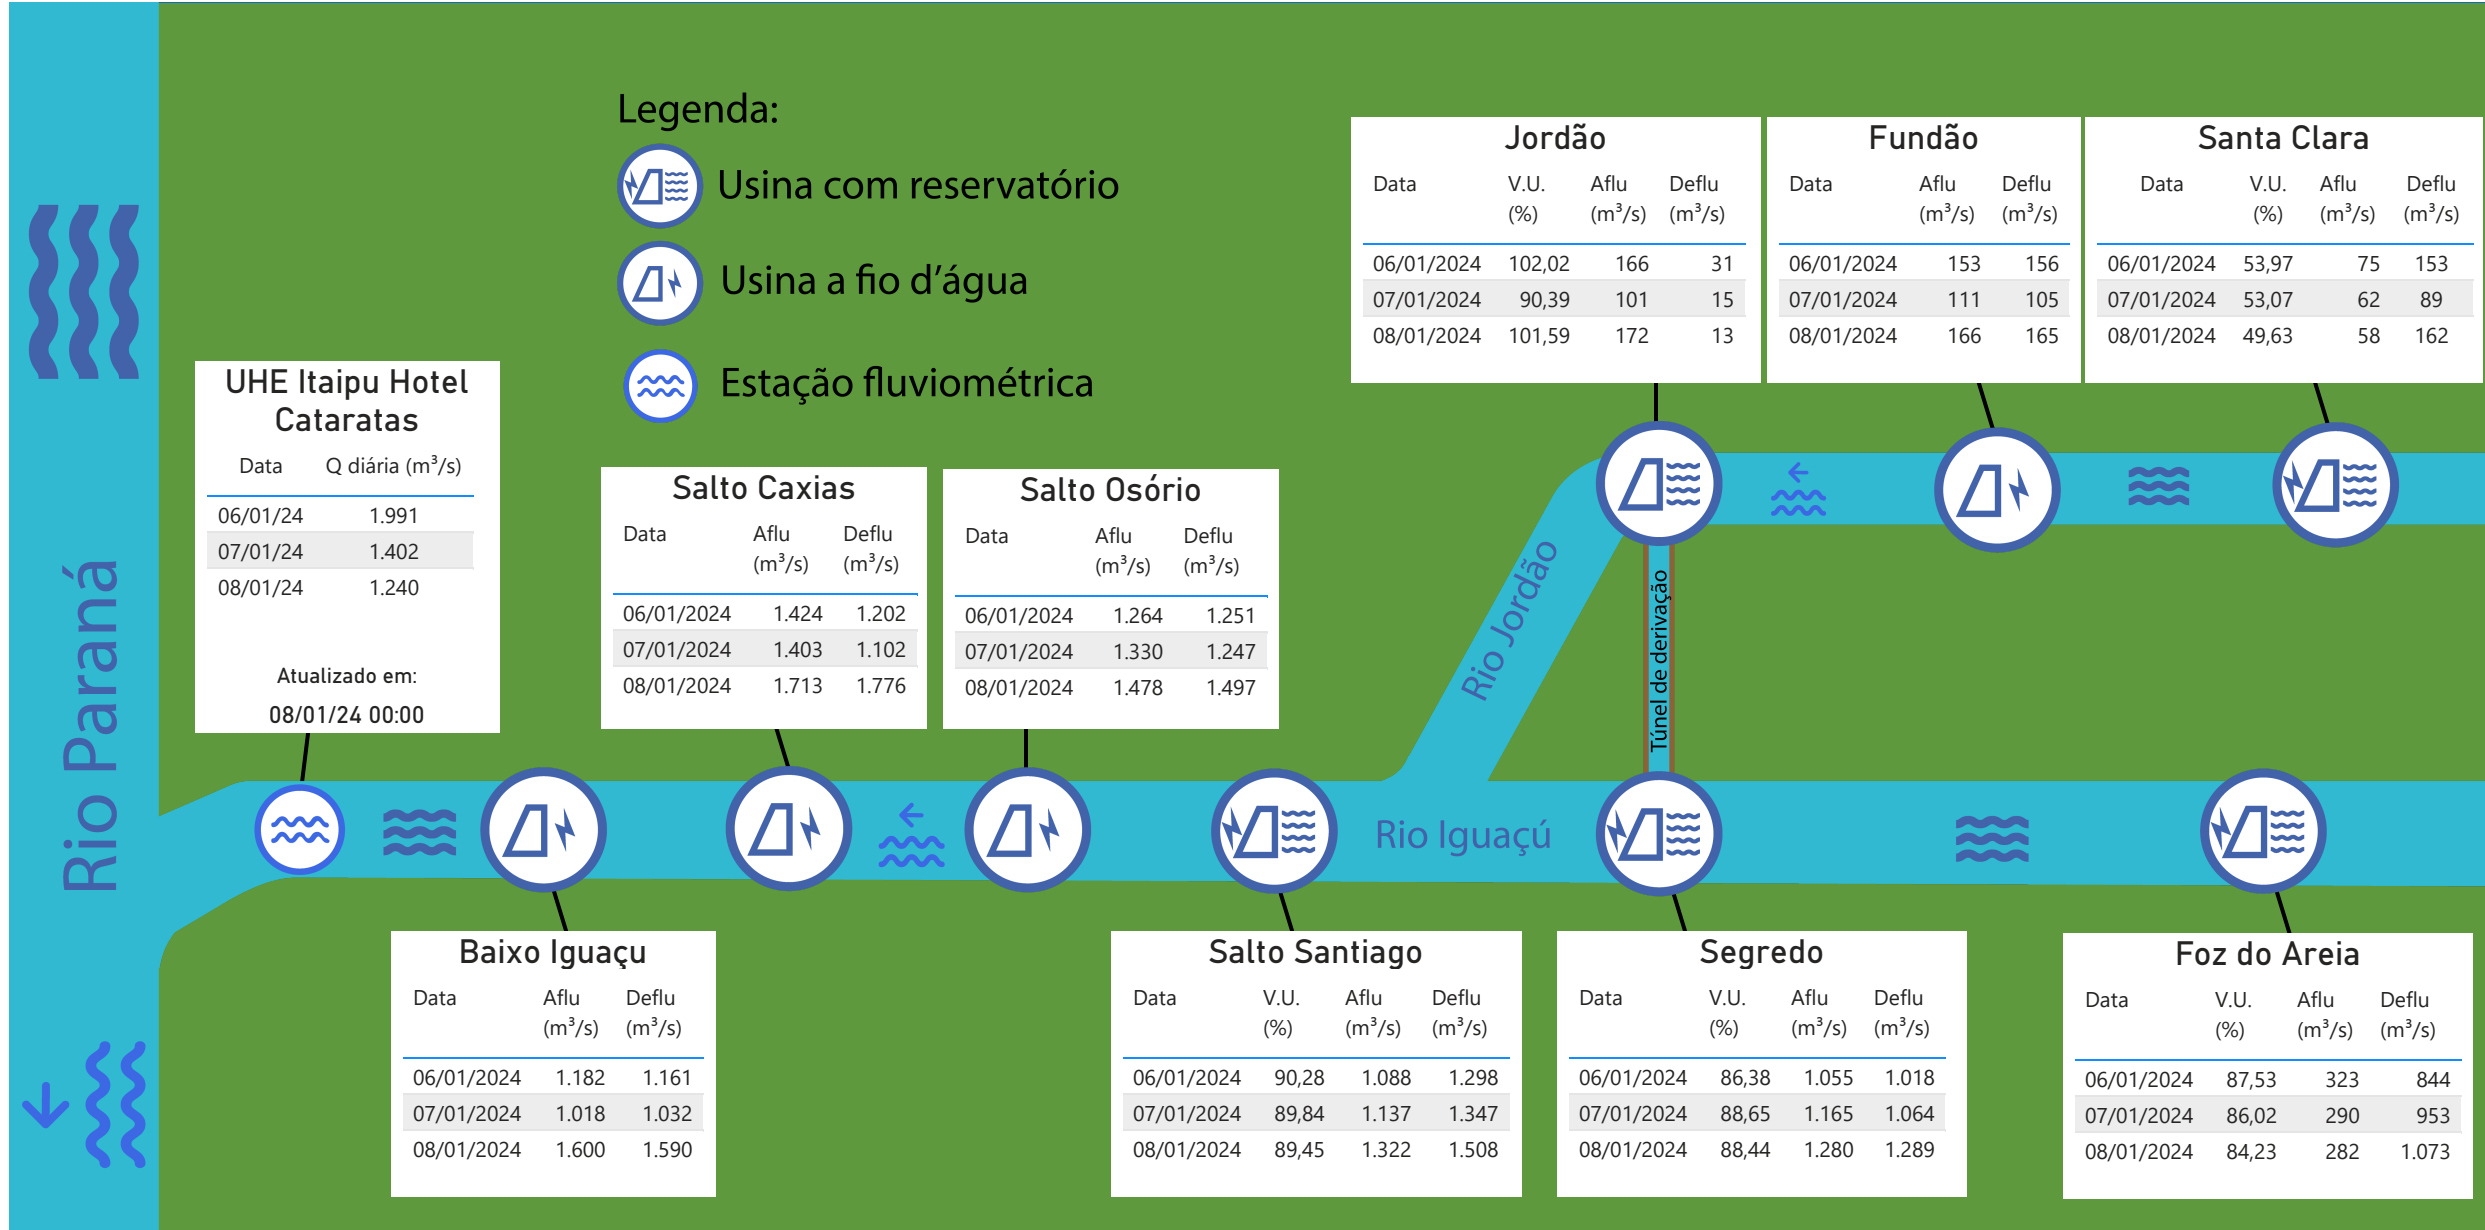 Legenda:
Usina com reservatório
Usina a fio d'água
Estação fluviométrica
Jordão
Data V.U. (%) Aflu (m³/s) Deflu (m³/s)
06/01/2024 102,02 166 31
07/01/2024 90,39 101 15
08/01/2024 101,59 172 13
Fundão
Data Aflu (m³/s) Deflu (m³/s)
06/01/2024 153 156
07/01/2024 111 105
08/01/2024 166 165
Santa Clara
Data V.U. (%) Aflu (m³/s) Deflu (m³/s)
06/01/2024 53,97 75 153
07/01/2024 53,07 62 89
08/01/2024 49,63 58 162
UHE Itaipu Hotel
Cataratas
Data Q diária (m³/s)
06/01/24 1.991
07/01/24 1.402
08/01/24 1.240
Atualizado em:
08/01/24 00:00
Salto Caxias
Data Aflu (m³/s) Deflu (m³/s)
06/01/2024 1.424 1.202
07/01/2024 1.403 1.102
08/01/2024 1.713 1.776
Salto Osório
Data Aflu (m³/s) Deflu (m³/s)
06/01/2024 1.264 1.251
07/01/2024 1.330 1.247
08/01/2024 1.478 1.497
Rio Paraná
Rio Jordão
Túnel de derivação
Rio Iguaçú
Baixo Iguaçu
Data Aflu (m³/s) Deflu (m³/s)
06/01/2024 1.182 1.161
07/01/2024 1.018 1.032
08/01/2024 1.600 1.590
Salto Santiago
Data V.U. (%) Aflu (m³/s) Deflu (m³/s)
06/01/2024 90,28 1.088 1.298
07/01/2024 89,84 1.137 1.347
08/01/2024 89,45 1.322 1.508
Segredo
Data V.U. (%) Aflu (m³/s) Deflu (m³/s)
06/01/2024 86,38 1.055 1.018
07/01/2024 88,65 1.165 1.064
08/01/2024 88,44 1.280 1.289
Foz do Areia
Data V.U. (%) Aflu (m³/s) Deflu (m³/s)
06/01/2024 87,53 323 844
07/01/2024 86,02 290 953
08/01/2024 84,23 282 1.073